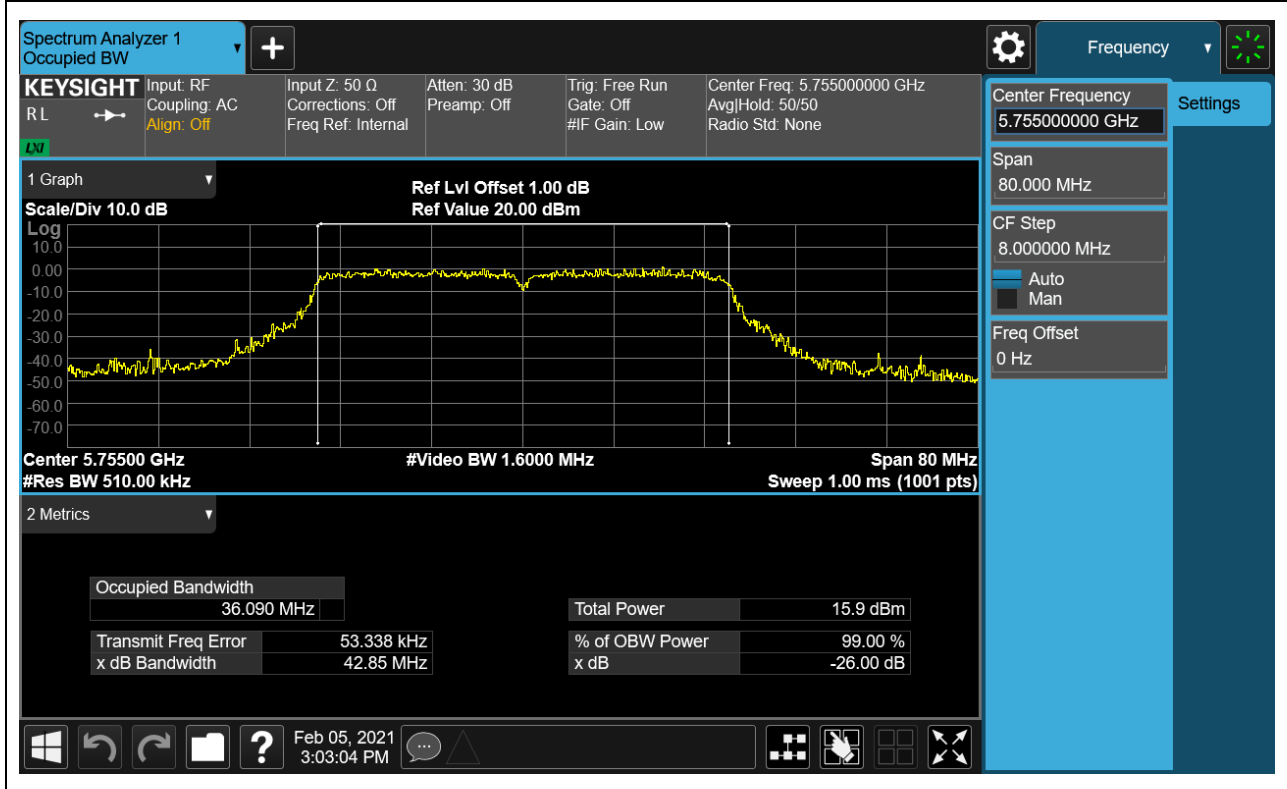 Spectrum Analyzer 1
Occupied BW
Frequency
KEYSIGHT
R L
LXI
Input: RF
Coupling: AC
Align: Off
Input Z: 50 Ω
Corrections: Off
Freq Ref: Internal
Atten: 30 dB
Preamp: Off
Trig: Free Run
Gate: Off
#IF Gain: Low
Center Freq: 5.755000000 GHz
Avg|Hold: 50/50
Radio Std: None
Center Frequency
5.755000000 GHz
Settings
Span
80.000 MHz
CF Step
8.000000 MHz
Auto
Man
Freq Offset
0 Hz
1 Graph
Scale/Div 10.0 dB
Ref Lvl Offset 1.00 dB
Ref Value 20.00 dBm
Log
10.0
0.00
-10.0
-20.0
-30.0
-40.0
-50.0
-60.0
-70.0
Center 5.75500 GHz
#Video BW 1.6000 MHz
Span 80 MHz
#Res BW 510.00 kHz
Sweep 1.00 ms (1001 pts)
2 Metrics
Occupied Bandwidth
36.090 MHz
Total Power 15.9 dBm
Transmit Freq Error 53.338 kHz
% of OBW Power 99.00 %
x dB Bandwidth 42.85 MHz
x dB -26.00 dB
?
Feb 05, 2021
3:03:04 PM